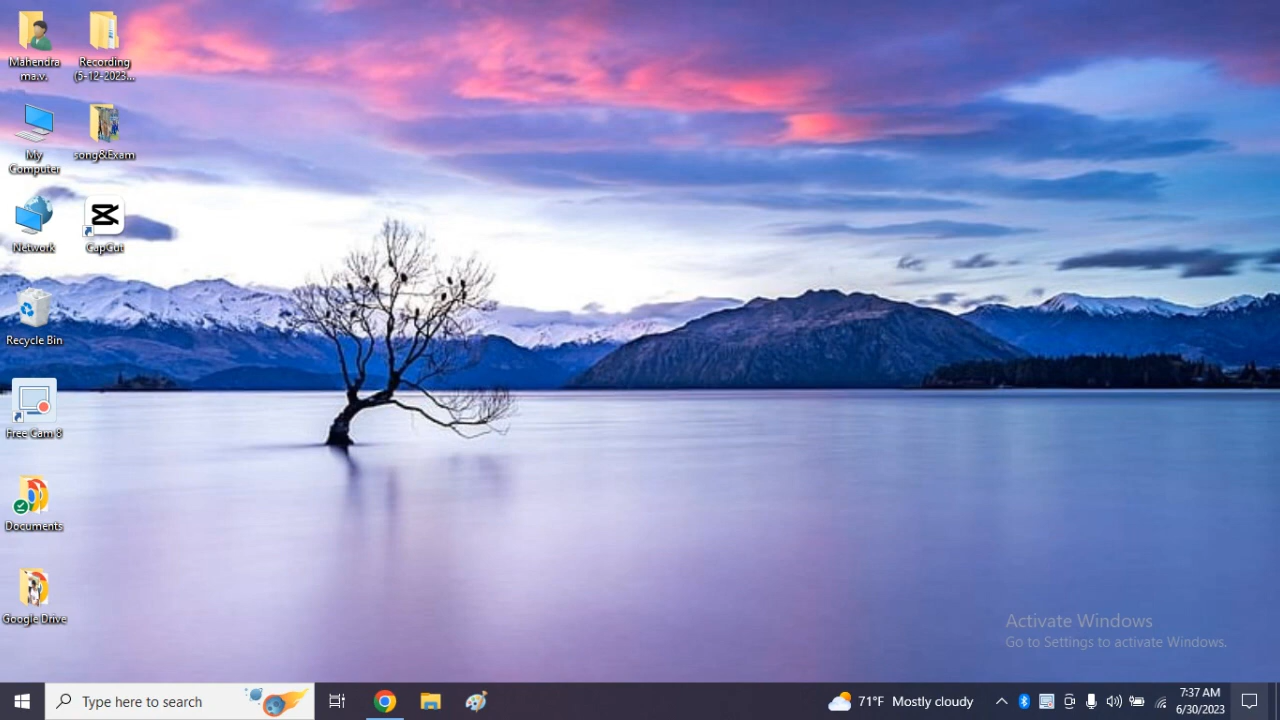 Mahendra
ma.v.
Recording
(5-12-2023...
My
Computer
song&Exam
Network
CapCut
Recycle Bin
Free Cam 8
Documents
Google Drive
Activate Windows
Go to Settings to activate Windows.
Type here to search
71°F Mostly cloudy
7:37 AM
6/30/2023